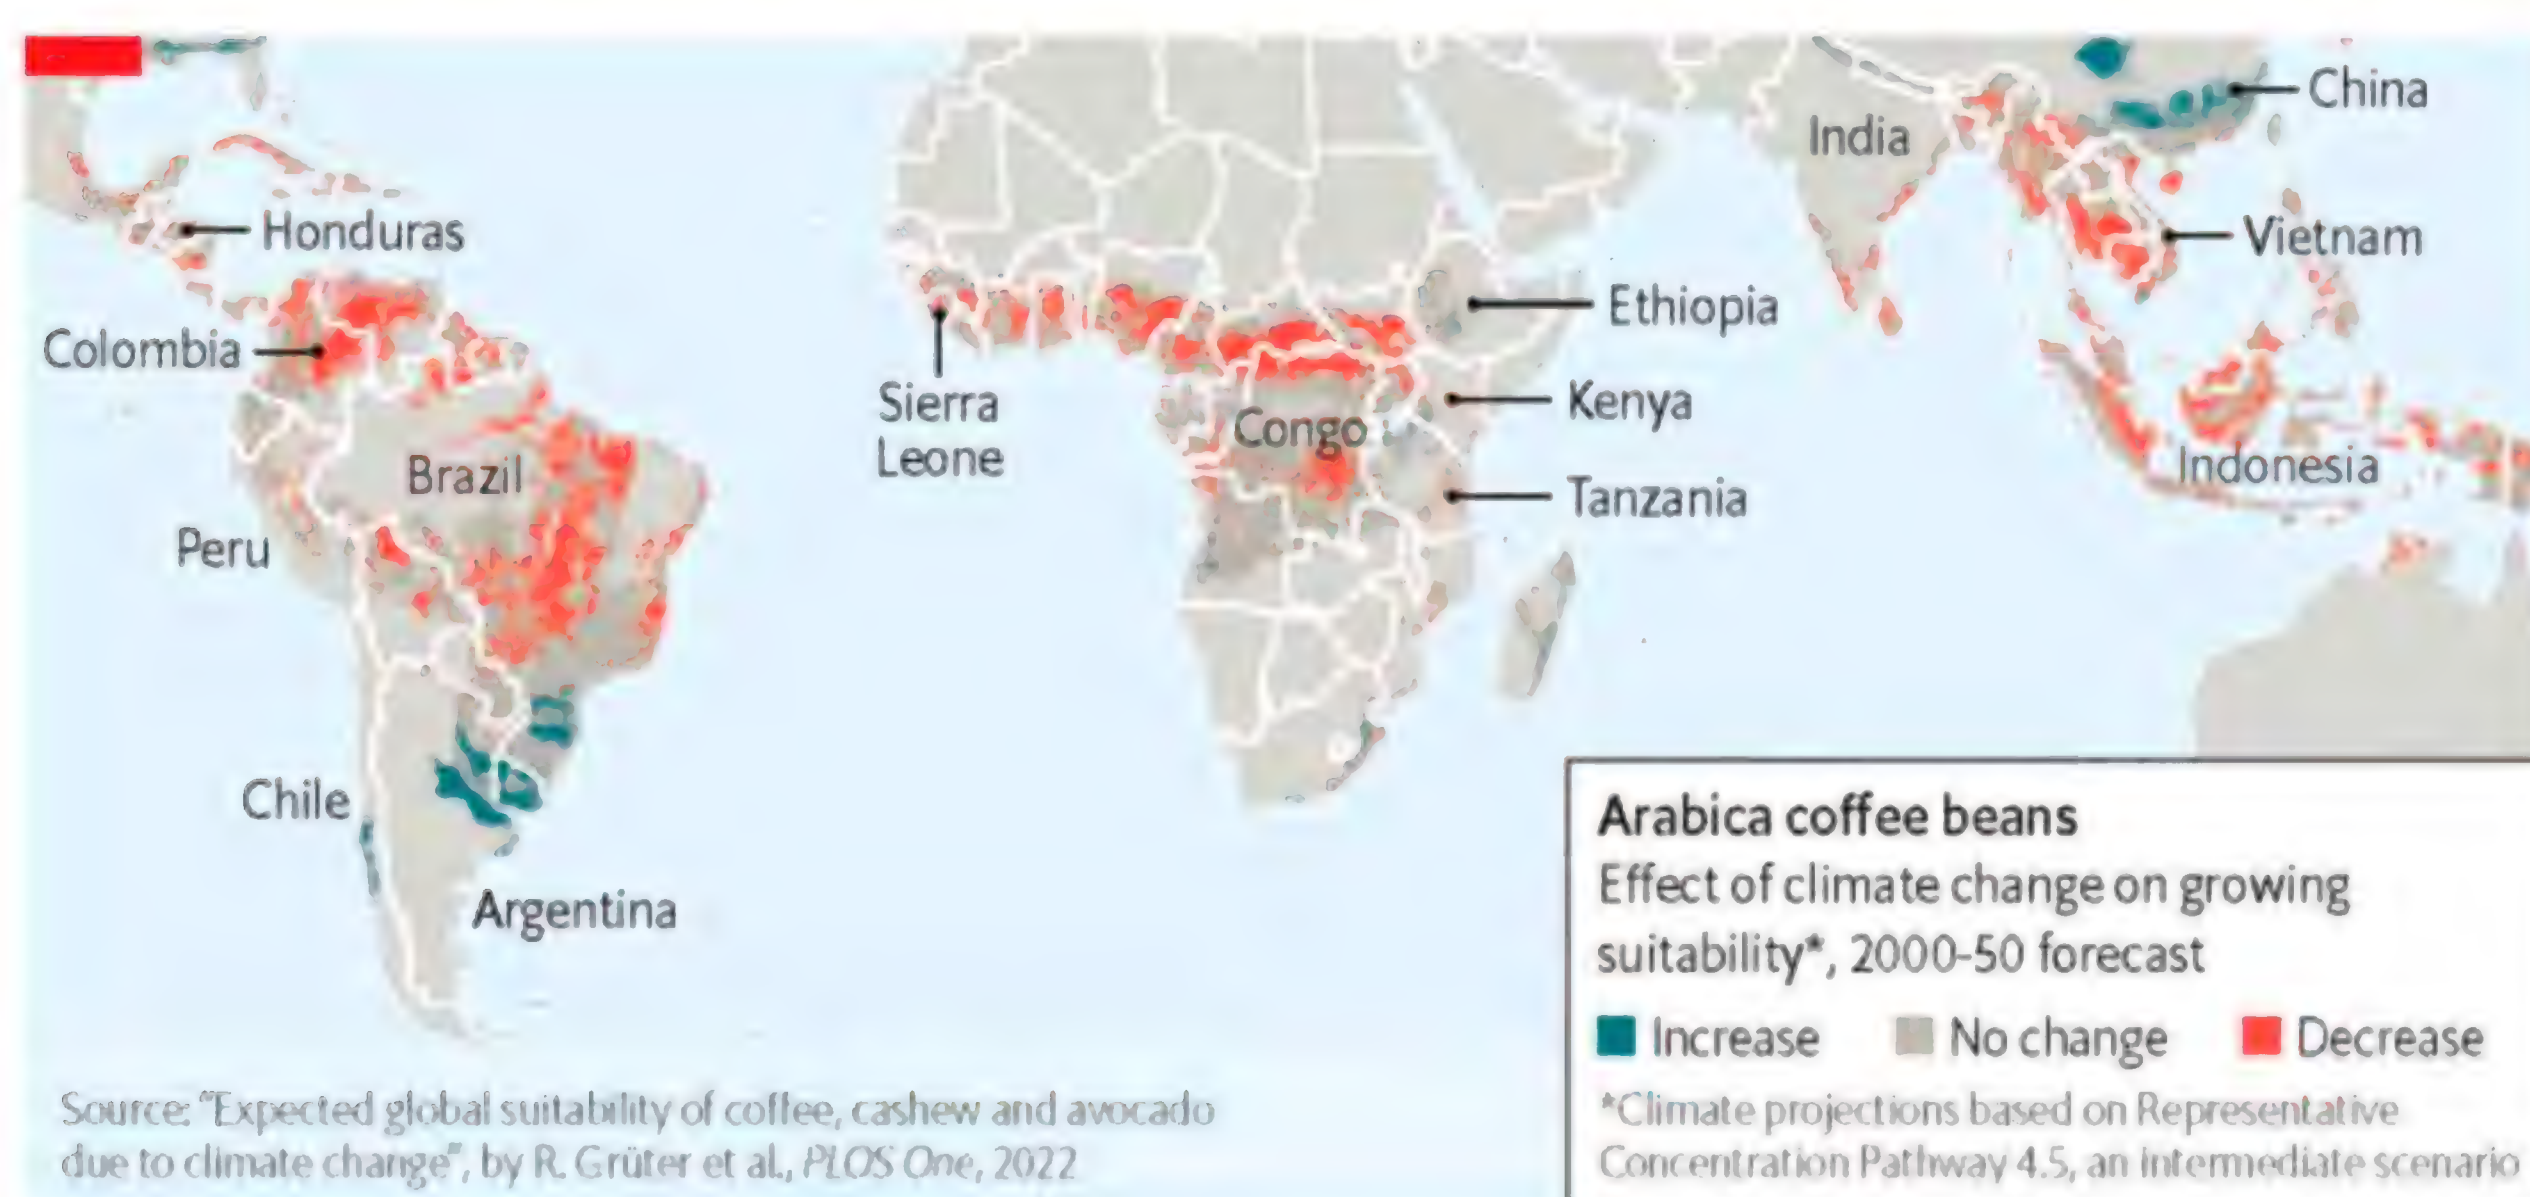 China
India
Honduras
Vietnam
Ethiopia
Colombia
Sierra
Leone
Kenya
Congo
Brazil
Indonesia
Tanzania
Peru
Chile
Argentina
Arabica coffee beans
Effect of climate change on growing
suitability*, 2000-50 forecast
Increase No change Decrease
*Climate projections based on Representative
Concentration Pathway 4.5, an intermediate scenario
Source: "Expected global suitability of coffee, cashew and avocado
due to climate change", by R. Grüter et al., PLOS One, 2022